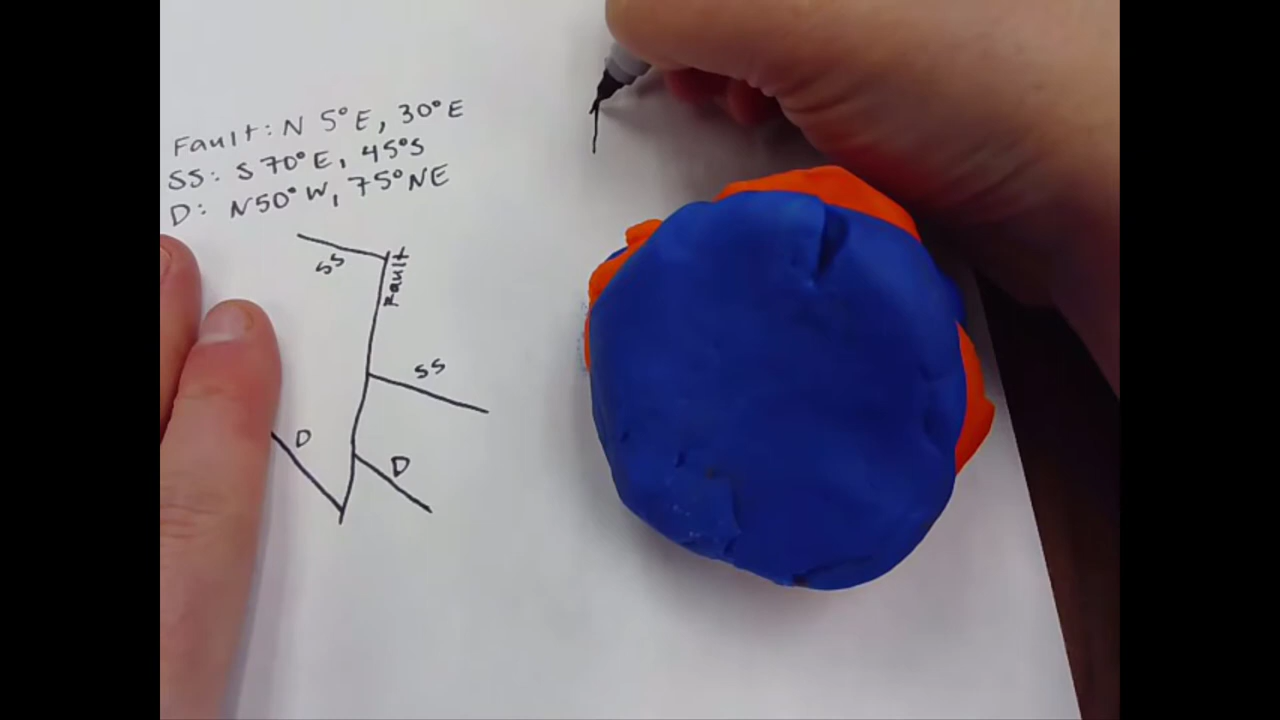 Fault: N 5° E, 30° E
SS: S 70° E, 45° S
D: N50° W, 75° NE
SS
Fault
SS
D
D